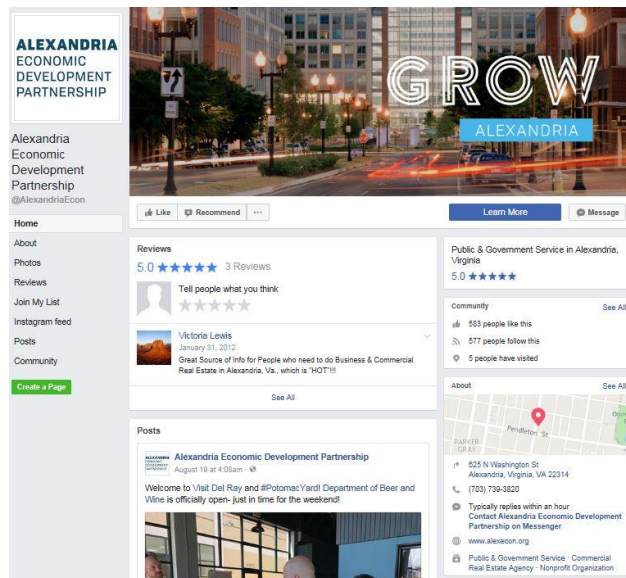 ALEXANDRIA
ECONOMIC
DEVELOPMENT
PARTNERSHIP
Alexandria
Economic
Development
Partnership
@AlexandriaEcon
Home
About
Photos
Reviews
Join My List
Instagram feed
Posts
Community
Create a Page
GROW
ALEXANDRIA
Like Recommend ...
Learn More
Message
Reviews
5.0 ★★★★★ 3 Reviews
Tell people what you think
★★★★★
Victoria Lewis
January 31, 2012
Great Source of Info for People who need to do Business & Commercial
Real Estate in Alexandria, Va., which is "HOT"!!!
See All
Posts
Alexandria Economic Development Partnership
August 19 at 4:08am ·
Welcome to Visit Del Ray and #PotomacYard! Department of Beer and
Wine is officially open- just in time for the weekend!
Public & Government Service in Alexandria,
Virginia
5.0 ★★★★★
Community See All
583 people like this
577 people follow this
5 people have visited
About See All
Pendleton St
PARKER
GRAY
625 N Washington St
Alexandria, Virginia, VA 22314
(703) 739-3820
Typically replies within an hour
Contact Alexandria Economic Development
Partnership on Messenger
www.alexecon.org
Public & Government Service · Commercial
Real Estate Agency · Nonprofit Organization